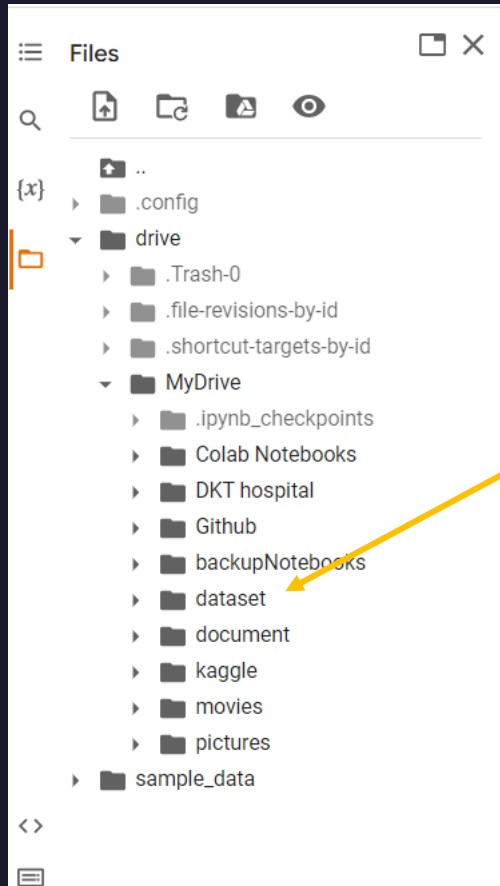 Files
{x}
..
.config
drive
.Trash-0
.file-revisions-by-id
.shortcut-targets-by-id
MyDrive
.ipynb_checkpoints
Colab Notebooks
DKT hospital
Github
backupNotebooks
dataset
document
kaggle
movies
pictures
sample_data